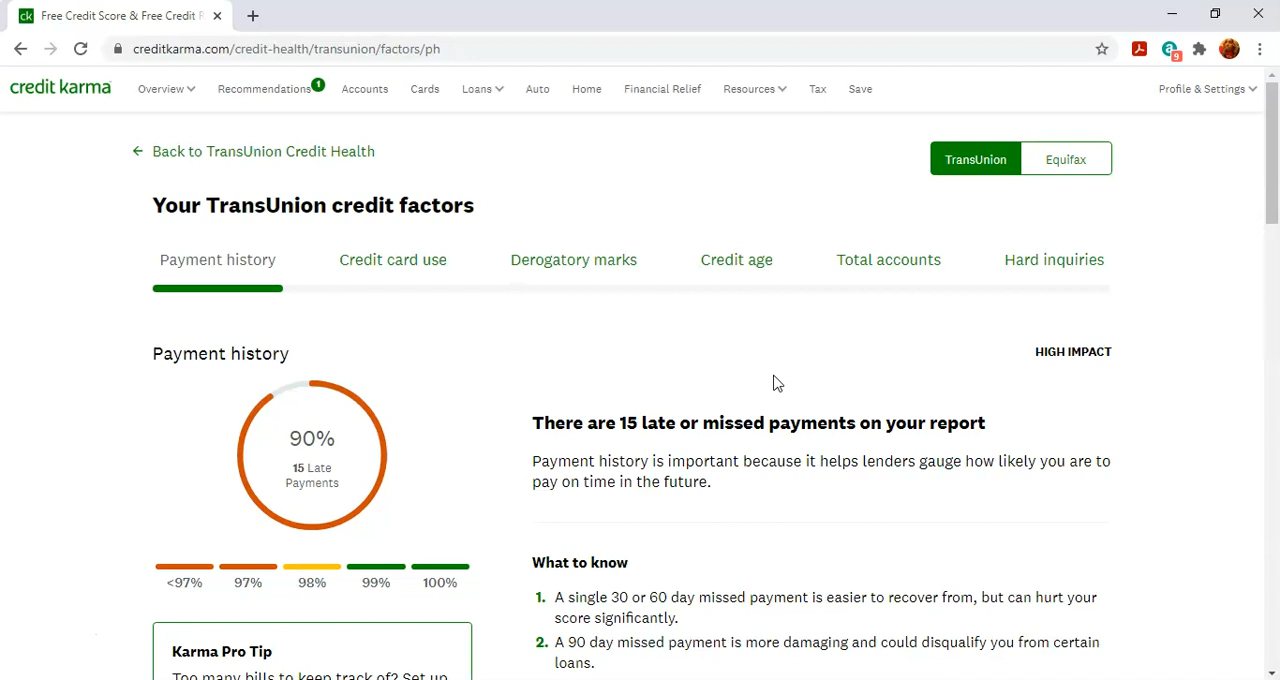 Free Credit Score & Free Credit R
creditkarma.com/credit-health/transunion/factors/ph
9
credit karma
Overview
Recommendations 1
Accounts
Cards
Loans
Auto
Home
Financial Relief
Resources
Tax
Save
Profile & Settings
← Back to TransUnion Credit Health
TransUnion
Equifax
Your TransUnion credit factors
Payment history
Credit card use
Derogatory marks
Credit age
Total accounts
Hard inquiries
Payment history
HIGH IMPACT
90%
15 Late
Payments
<97%
97%
98%
99%
100%
Karma Pro Tip
Too many bills to keep track of? Set up
There are 15 late or missed payments on your report
Payment history is important because it helps lenders gauge how likely you are to
pay on time in the future.
What to know
1. A single 30 or 60 day missed payment is easier to recover from, but can hurt your
score significantly.
2. A 90 day missed payment is more damaging and could disqualify you from certain
loans.